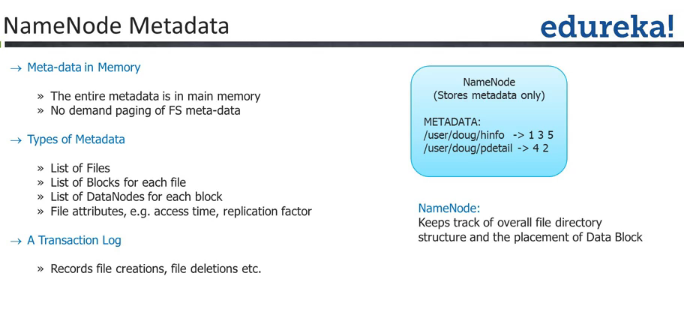 NameNode Metadata
edureka!
→ Meta-data in Memory
» The entire metadata is in main memory
» No demand paging of FS meta-data
→ Types of Metadata
» List of Files
» List of Blocks for each file
» List of DataNodes for each block
» File attributes, e.g. access time, replication factor
→ A Transaction Log
» Records file creations, file deletions etc.
NameNode
(Stores metadata only)
METADATA:
/user/doug/hinfo -> 1 3 5
/user/doug/pdetail -> 4 2
NameNode:
Keeps track of overall file directory
structure and the placement of Data Block